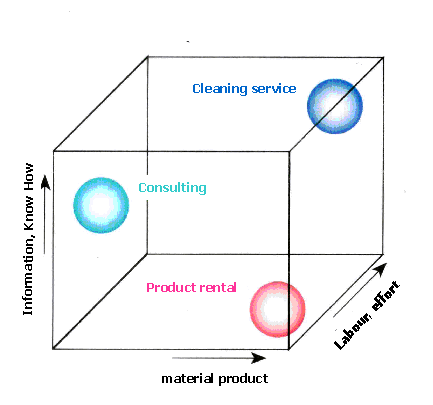 Cleaning service
Consulting
Information, Know How
Product rental
Labour, effort
material product